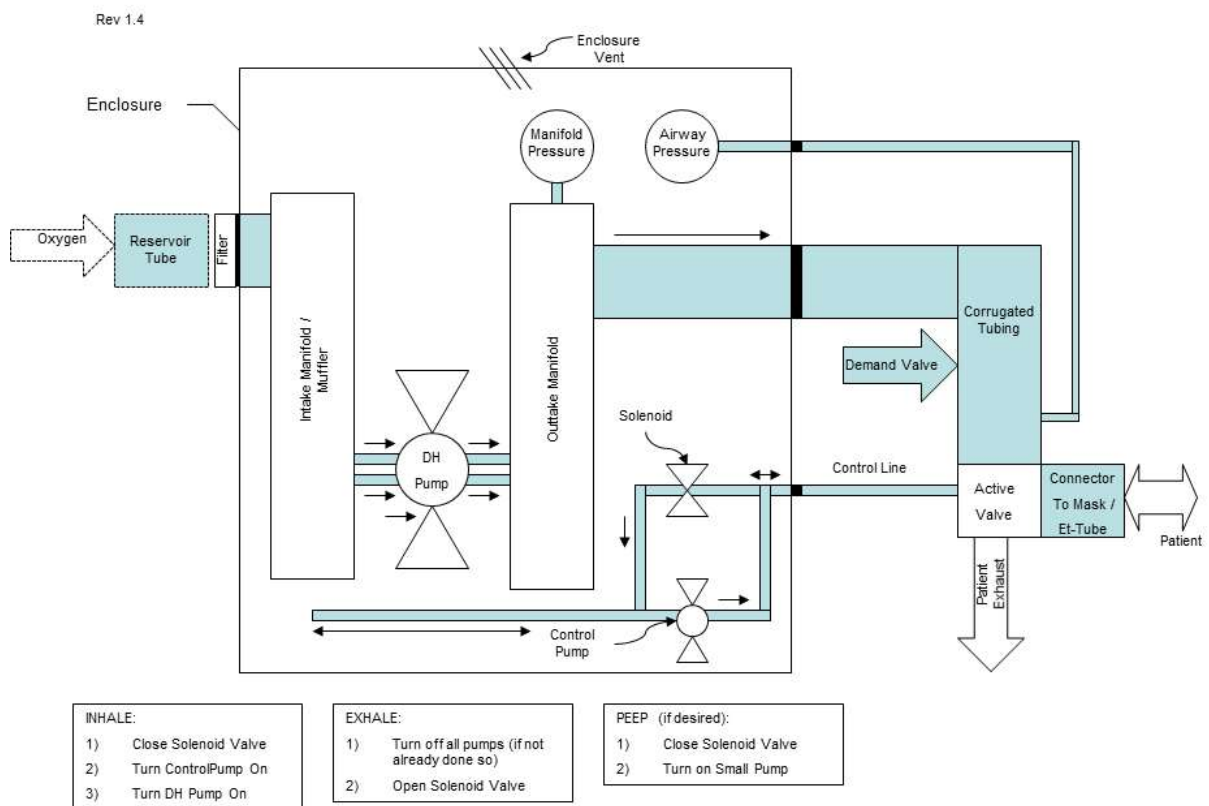 Rev 1.4
Enclosure
Vent
Enclosure
Manifold
Pressure
Airway
Pressure
Oxygen
Reservoir
Tube
Filter
Intake Manifold /
Muffler
Outtake Manifold
Corrugated
Tubing
Demand Valve
DH
Pump
Solenoid
Control Line
Active
Valve
Connector
To Mask /
Et-Tube
Patient
Patient
Exhaust
Control
Pump
INHALE:
1) Close Solenoid Valve
2) Turn ControlPump On
3) Turn DH Pump On
EXHALE:
1) Turn off all pumps (if not
already done so)
2) Open Solenoid Valve
PEEP (if desired):
1) Close Solenoid Valve
2) Turn on Small Pump